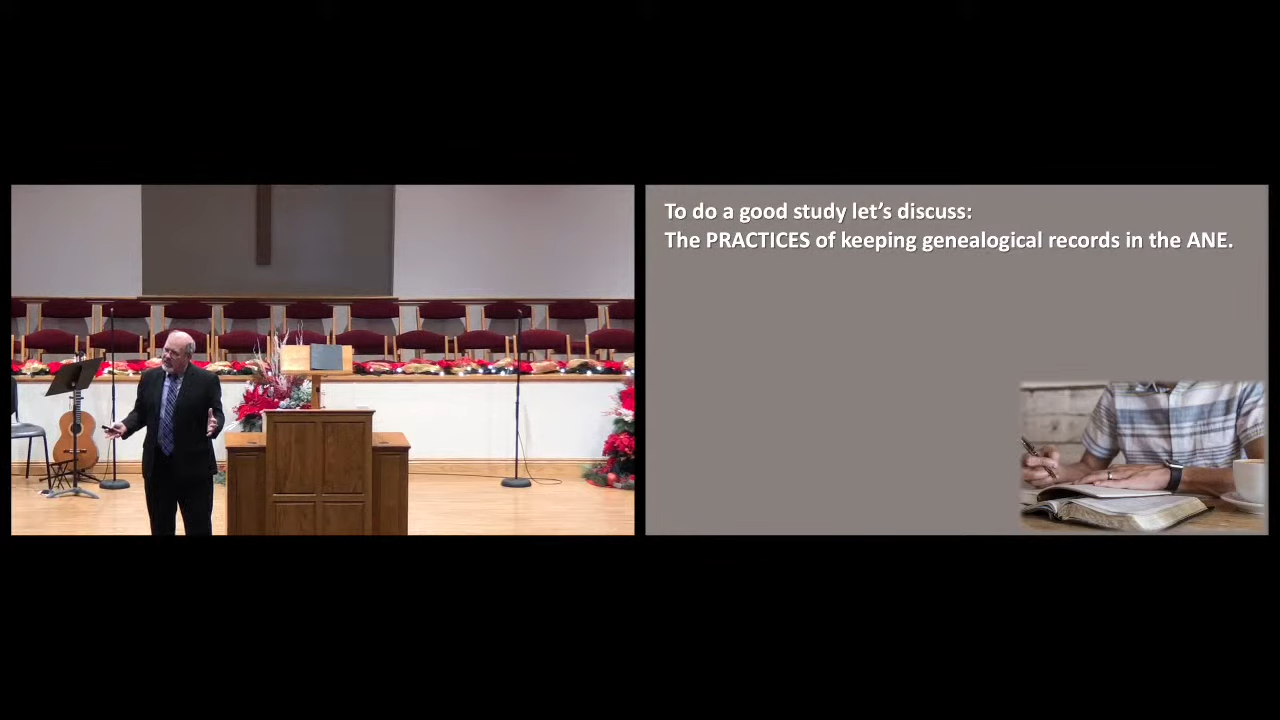 To do a good study let's discuss:
The PRACTICES of keeping genealogical records in the ANE.